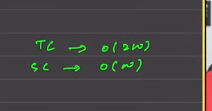 TC → O(2N)
SC → O(N)